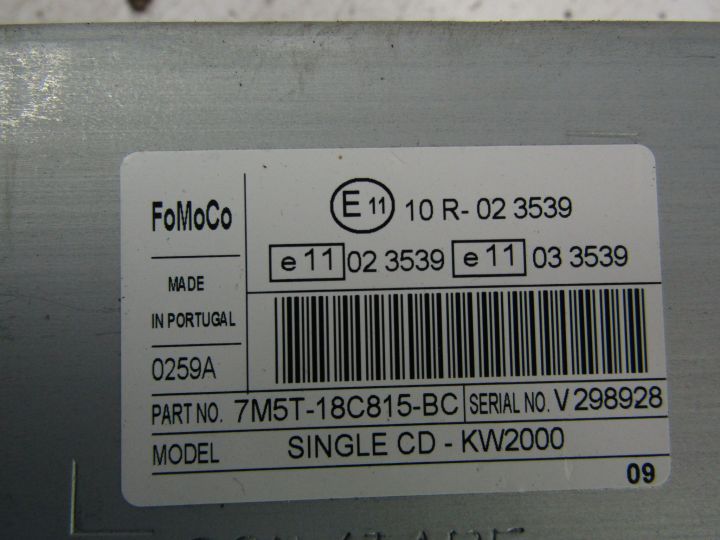 FoMoCo
MADE
IN PORTUGAL
0259A
E 11 10 R- 02 3539
e 11 02 3539 e 11 03 3539
PART NO. 7M5T-18C815-BC SERIAL NO. V 298928
MODEL SINGLE CD - KW2000
09